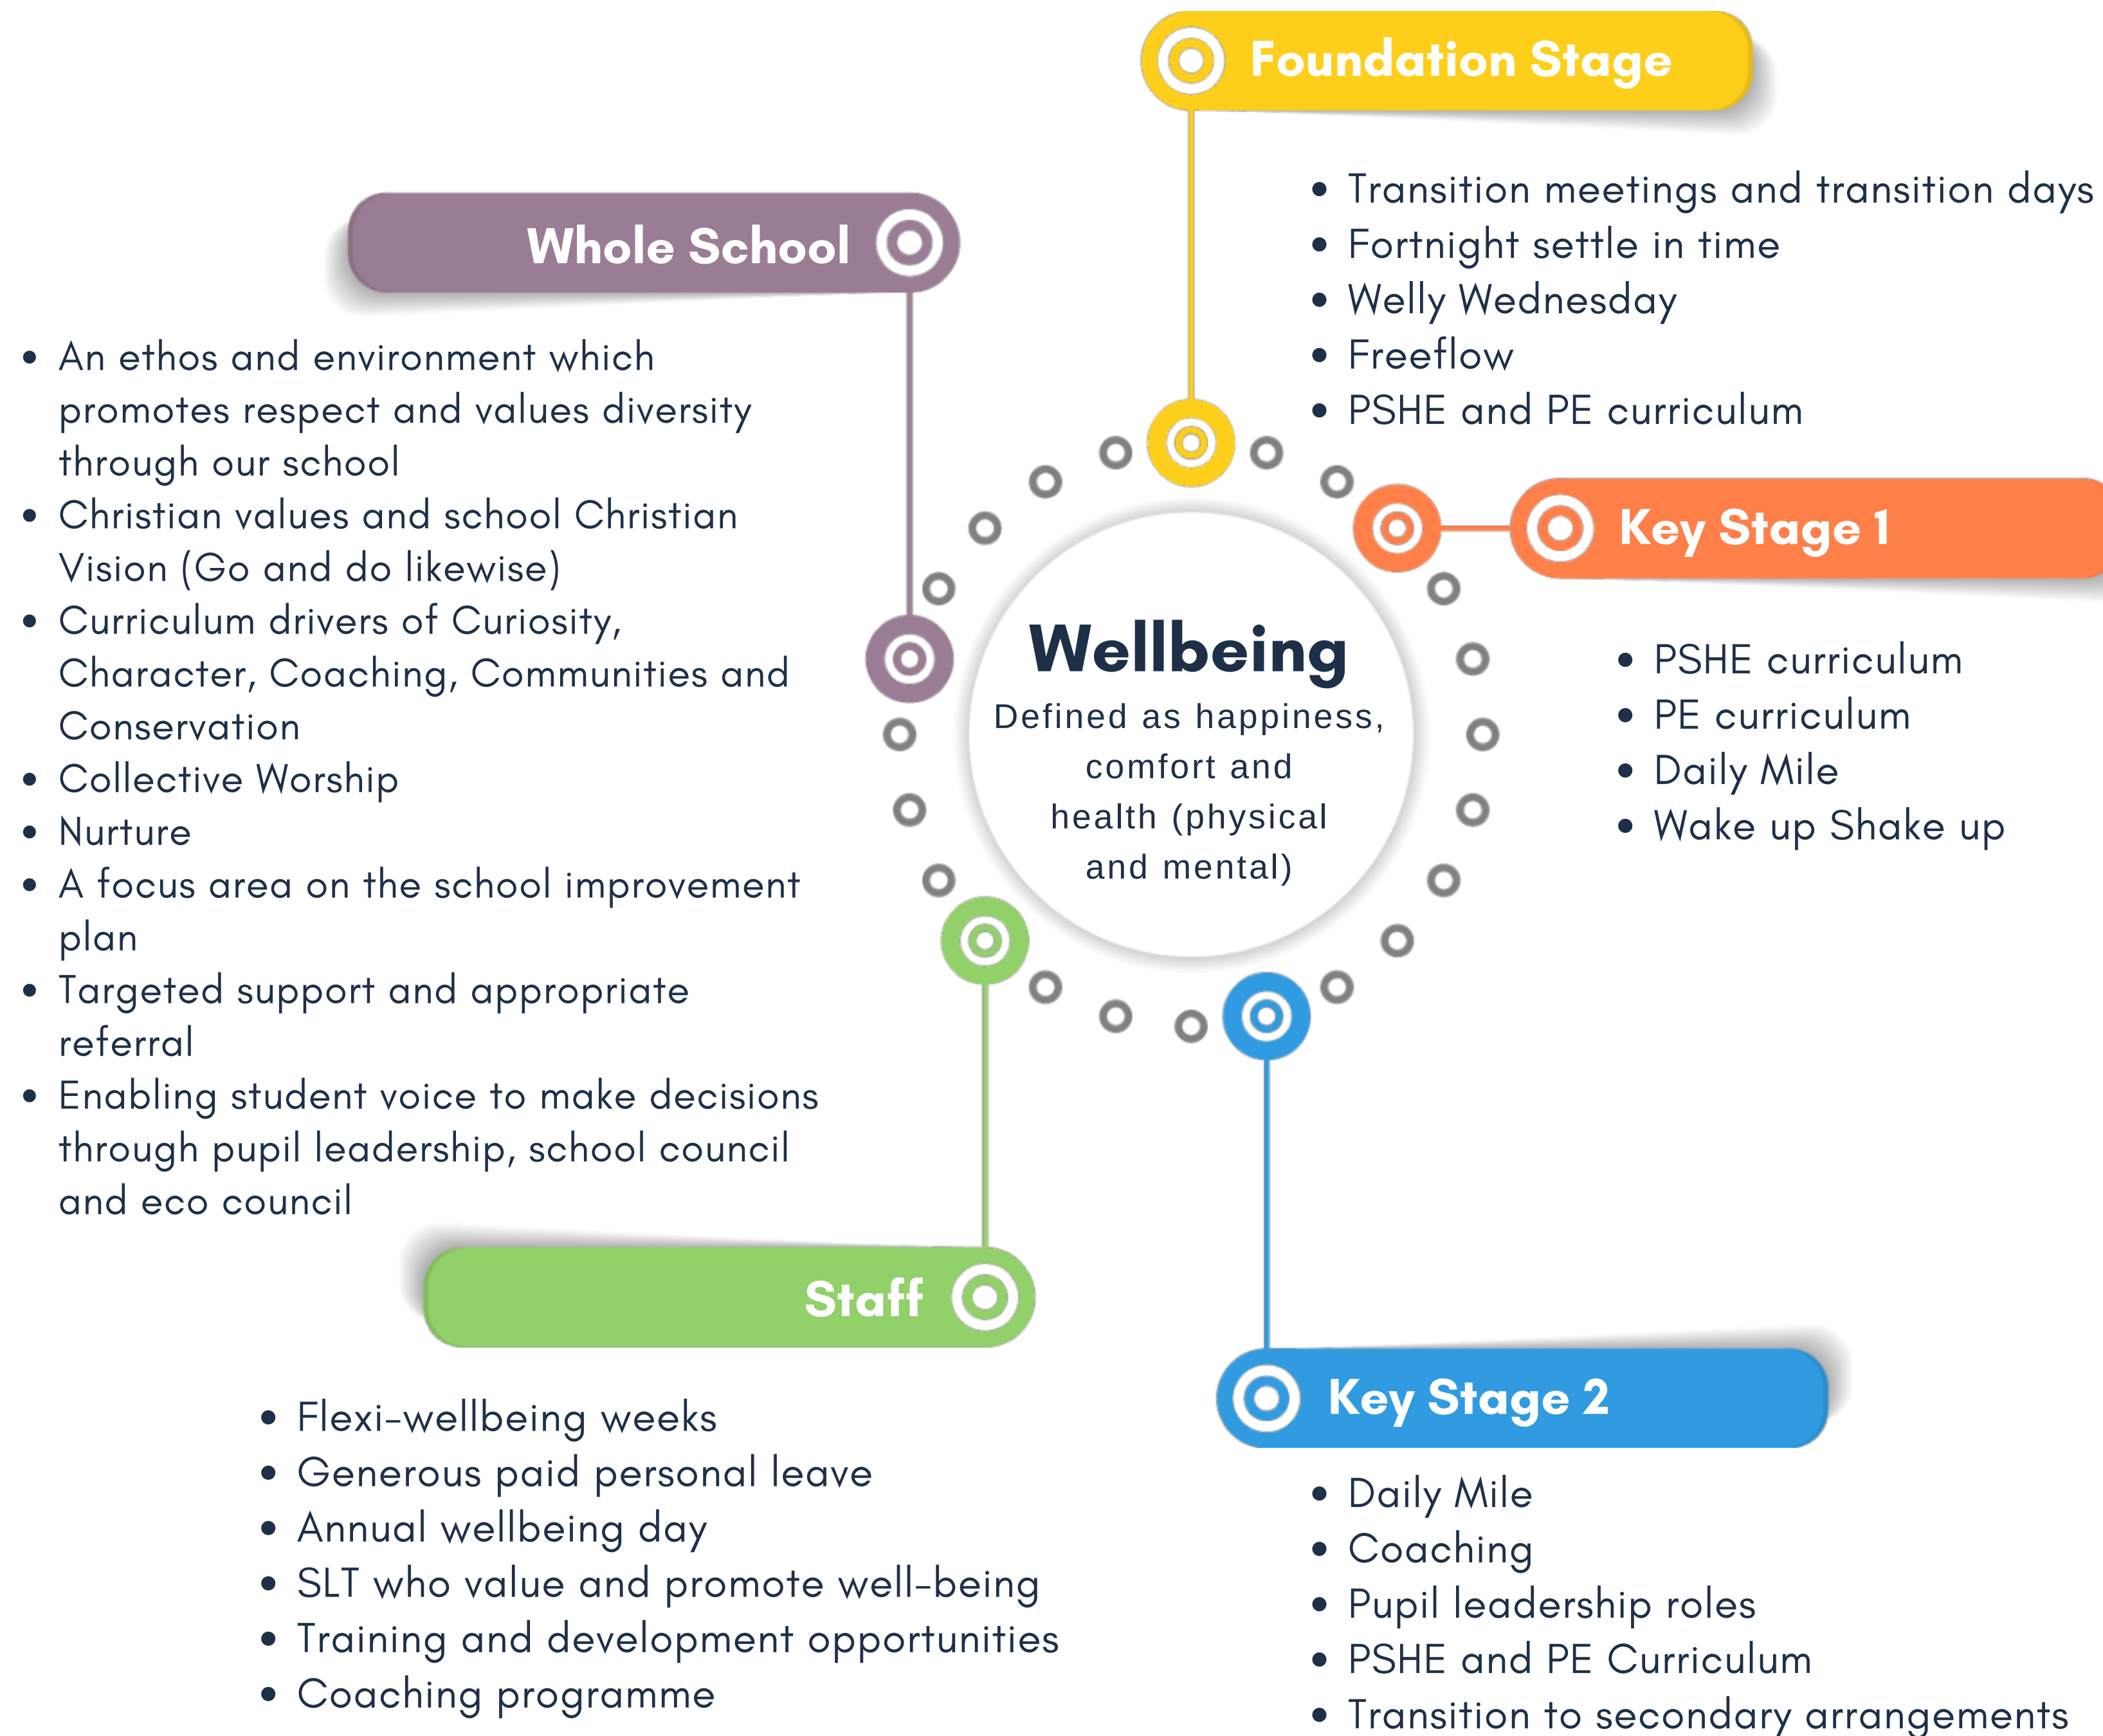 Foundation Stage
• Transition meetings and transition days
• Fortnight settle in time
• Welly Wednesday
• Freeflow
• PSHE and PE curriculum
Whole School
• An ethos and environment which
promotes respect and values diversity
through our school
• Christian values and school Christian
Vision (Go and do likewise)
• Curriculum drivers of Curiosity,
Character, Coaching, Communities and
Conservation
• Collective Worship
• Nurture
• A focus area on the school improvement
plan
• Targeted support and appropriate
referral
• Enabling student voice to make decisions
through pupil leadership, school council
and eco council
Wellbeing
Defined as happiness,
comfort and
health (physical
and mental)
Key Stage 1
• PSHE curriculum
• PE curriculum
• Daily Mile
• Wake up Shake up
Staff
• Flexi-wellbeing weeks
• Generous paid personal leave
• Annual wellbeing day
• SLT who value and promote well-being
• Training and development opportunities
• Coaching programme
Key Stage 2
• Daily Mile
• Coaching
• Pupil leadership roles
• PSHE and PE Curriculum
• Transition to secondary arrangements